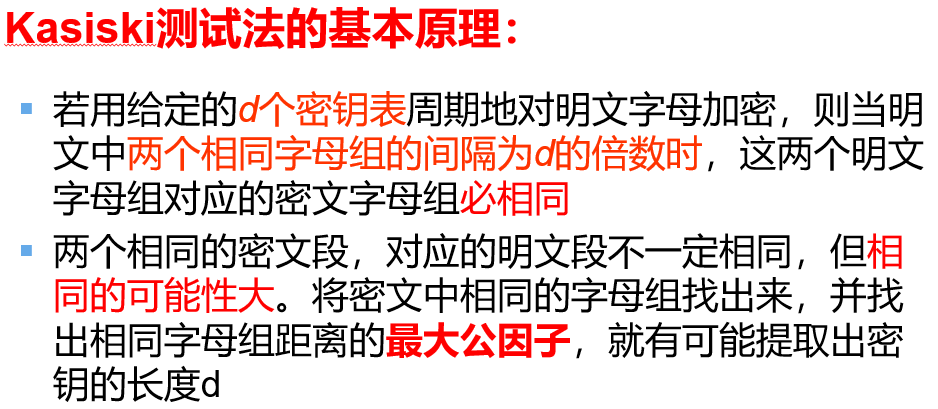 Kasiski测试法的基本原理：
若用给定的d个密钥表周期地对明文字母加密，则当明
文中两个相同字母组的间隔为d的倍数时，这两个明文
字母组对应的密文字母组必相同
两个相同的密文段，对应的明文段不一定相同，但相
同的可能性大。将密文中相同的字母组找出来，并找
出相同字母组距离的最大公因子，就有可能提取出密
钥的长度d